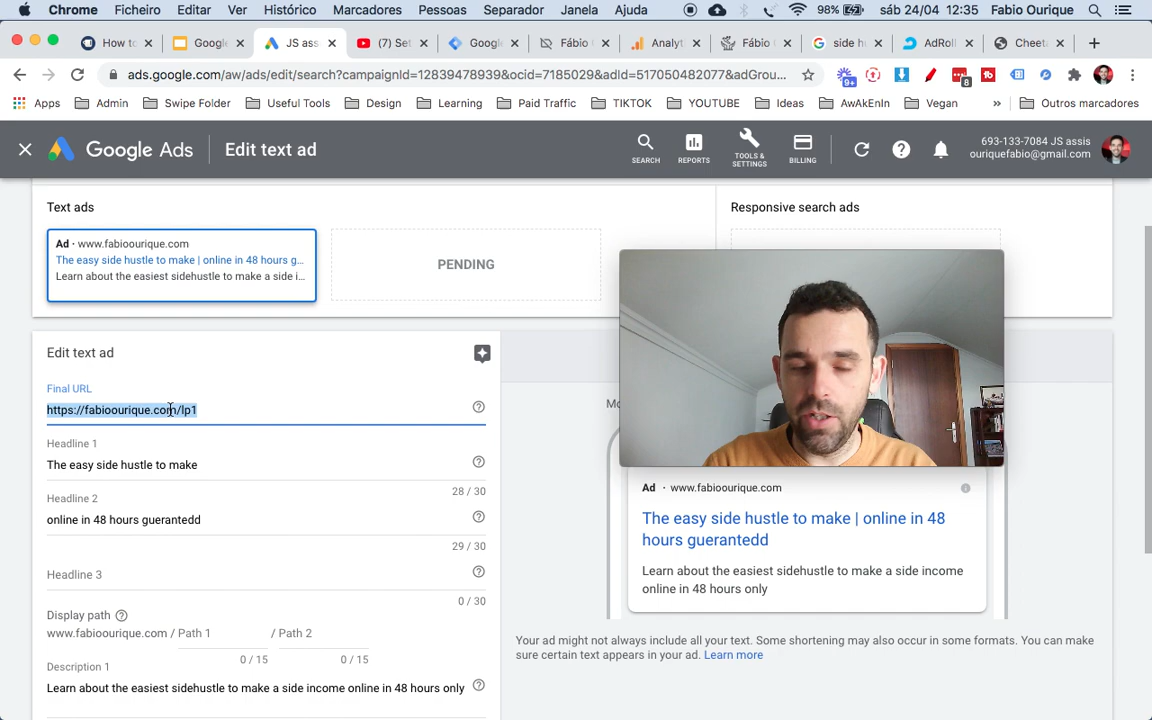 Chrome Ficheiro Editar Ver Histórico Marcadores Pessoas Separador Janela Ajuda 98% sáb 24/04 12:35 Fabio Ourique
How to Google JS ass (7) Set Google Fábio Analyt Fábio side h AdRoll Cheet
ads.google.com/aw/ads/edit/search?campaignId=12839478939&ocid=7185029&adId=517050482077&adGrou... 9+ 8
Apps Admin Swipe Folder Useful Tools Design Learning Paid Traffic TIKTOK YOUTUBE Ideas AwAkEnIn Vegan » Outros marcadores
Google Ads Edit text ad
SEARCH REPORTS TOOLS & SETTINGS BILLING
693-133-7084 JS assis
ouriquefabio@gmail.com
Text ads
Responsive search ads
Ad · www.fabioourique.com
The easy side hustle to make | online in 48 hours g...
Learn about the easiest sidehustle to make a side i...
PENDING
Edit text ad
Final URL
https://fabioourique.com/lp1
Headline 1
The easy side hustle to make
28 / 30
Headline 2
online in 48 hours guerantedd
29 / 30
Headline 3
0 / 30
Display path
www.fabioourique.com / Path 1 / Path 2
0 / 15 0 / 15
Description 1
Learn about the easiest sidehustle to make a side income online in 48 hours only
Ad · www.fabioourique.com
The easy side hustle to make | online in 48
hours guerantedd
Learn about the easiest sidehustle to make a side income
online in 48 hours only
Your ad might not always include all your text. Some shortening may also occur in some formats. You can make
sure certain text appears in your ad. Learn more